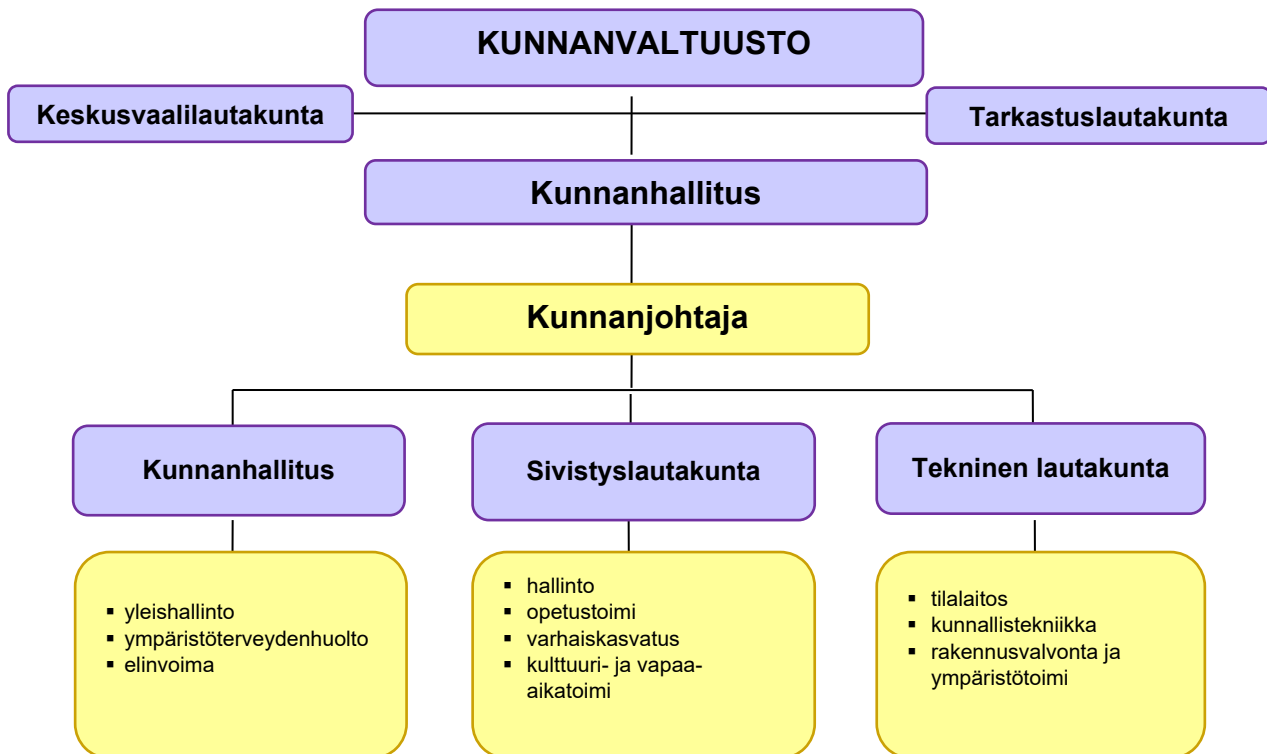 KUNNANVALTUUSTO
Keskusvaalilautakunta
Tarkastuslautakunta
Kunnanhallitus
Kunnanjohtaja
Kunnanhallitus
Sivistyslautakunta
Tekninen lautakunta
▪ yleishallinto
▪ ympäristöterveydenhuolto
▪ elinvoima
▪ hallinto
▪ opetustoimi
▪ varhaiskasvatus
▪ kulttuuri- ja vapaa-
aikatoimi
▪ tilalaitos
▪ kunnallistekniikka
▪ rakennusvalvonta ja
ympäristötoimi